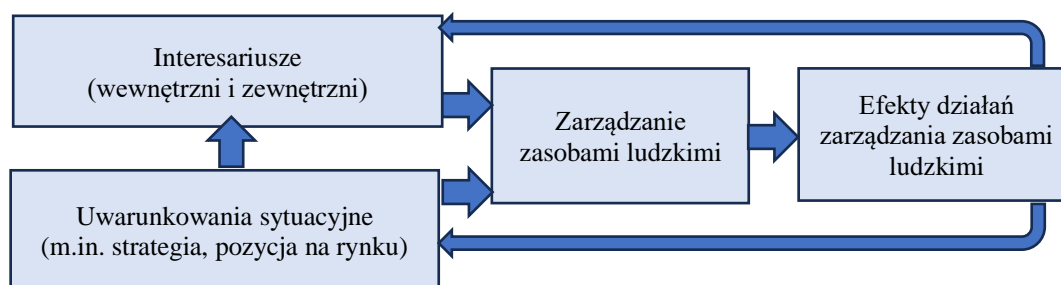 Interesariusze
(wewnętrzni i zewnętrzni)
Zarządzanie
zasobami ludzkimi
Efekty działań
zarządzania zasobami
ludzkimi
Uwarunkowania sytuacyjne
(m.in. strategia, pozycja na rynku)